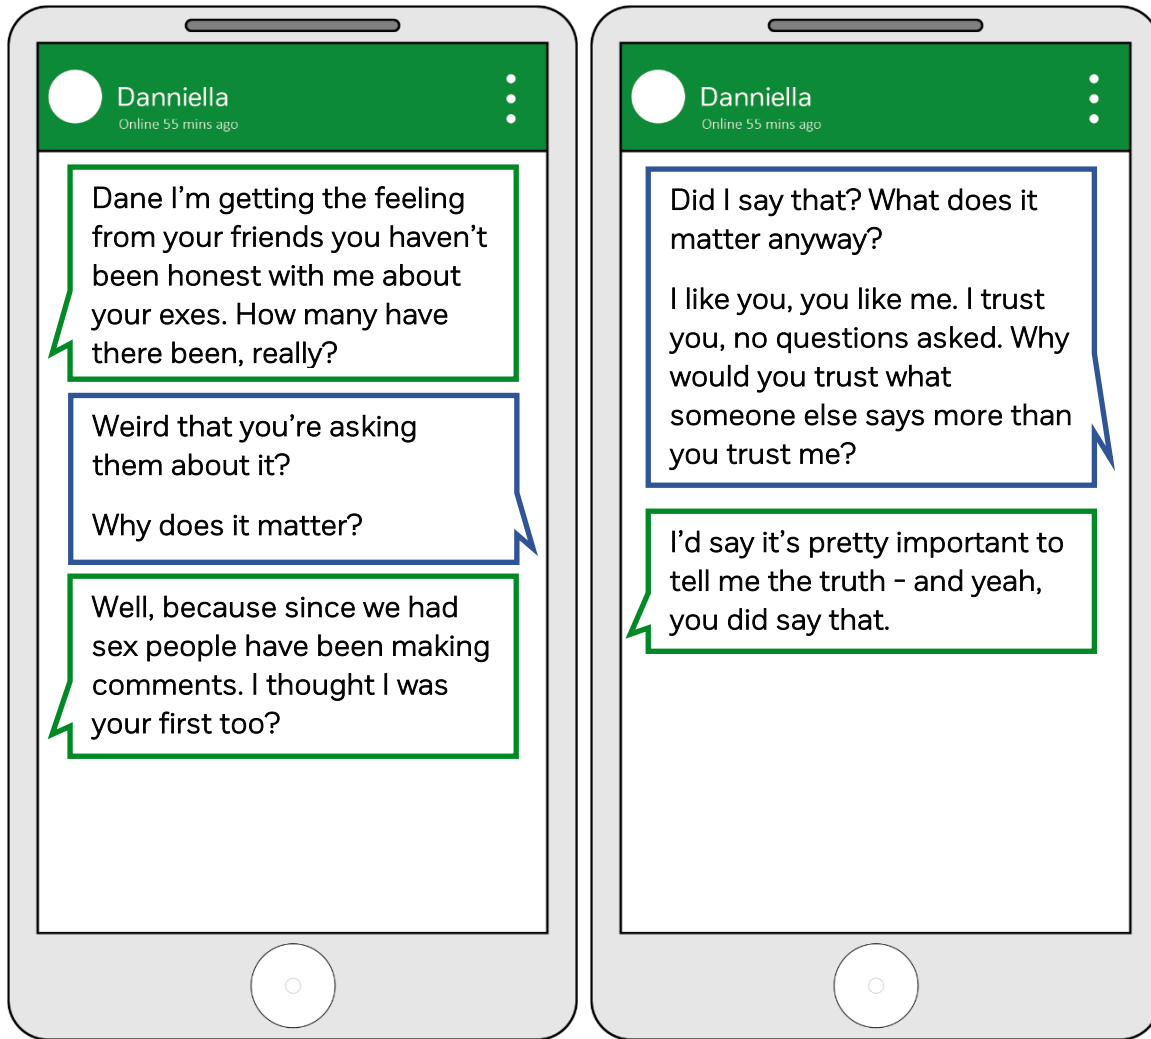 Danniella
Online 55 mins ago
Dane I’m getting the feeling
from your friends you haven’t
been honest with me about
your exes. How many have
there been, really?
Weird that you’re asking
them about it?
Why does it matter?
Well, because since we had
sex people have been making
comments. I thought I was
your first too?
Danniella
Online 55 mins ago
Did I say that? What does it
matter anyway?
I like you, you like me. I trust
you, no questions asked. Why
would you trust what
someone else says more than
you trust me?
I’d say it’s pretty important to
tell me the truth - and yeah,
you did say that.